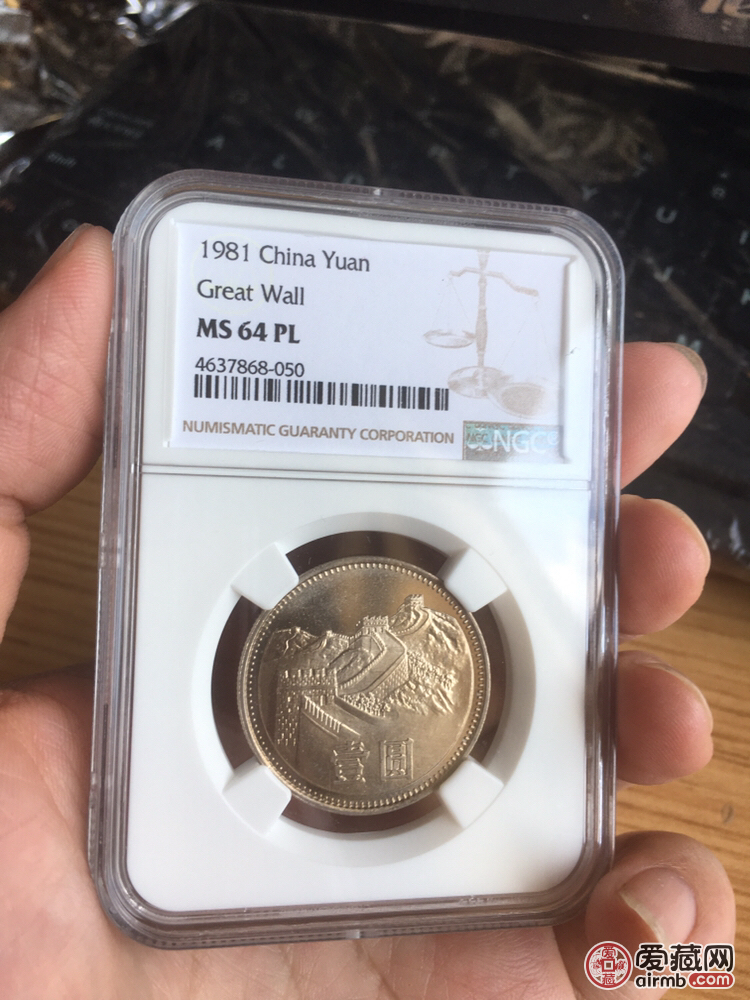 1981 China Yuan
Great Wall
MS 64 PL
4637868-050
NUMISMATIC GUARANTY CORPORATION
NGC
壹圆
爱藏网
airmb.com